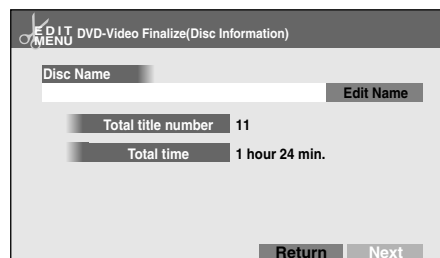 EDIT
MENU DVD-Video Finalize(Disc Information)
Disc Name
Edit Name
Total title number 11
Total time 1 hour 24 min.
Return Next